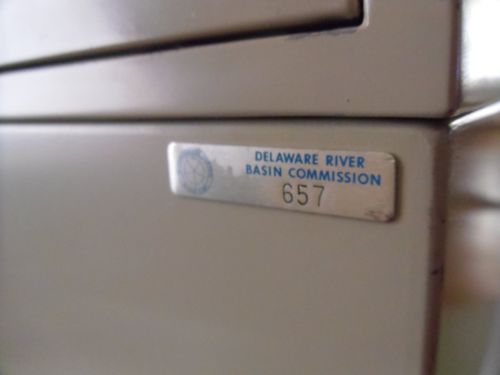 DELAWARE RIVER
BASIN COMMISSION
657